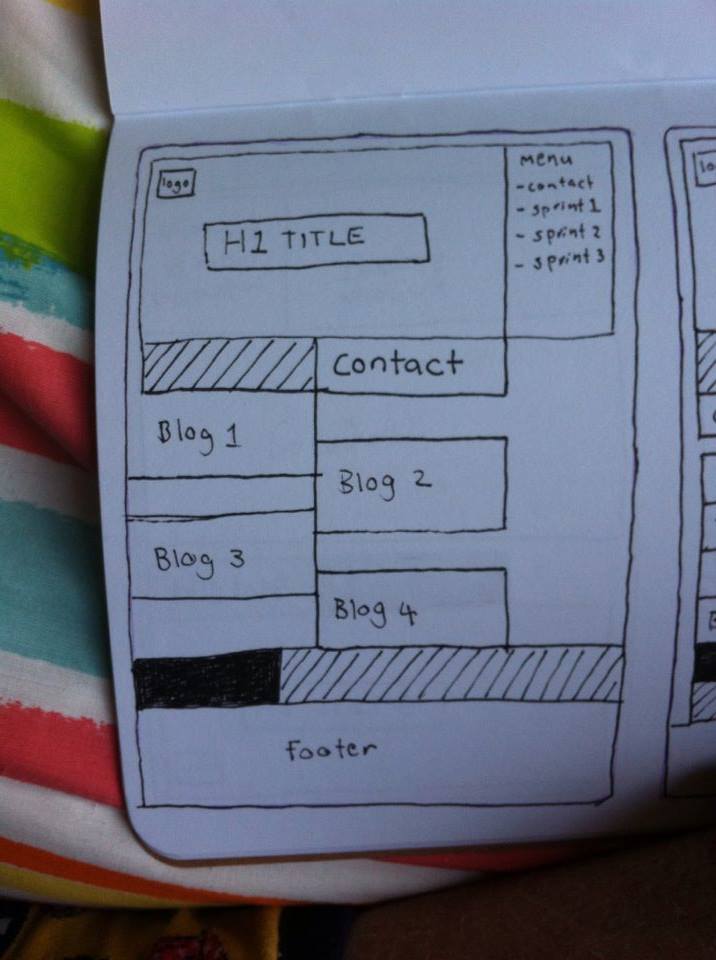 logo
H1 TITLE
menu
-contact
- sprint 1
- sprint 2
- sprint 3
contact
Blog 1
Blog 2
Blog 3
Blog 4
footer